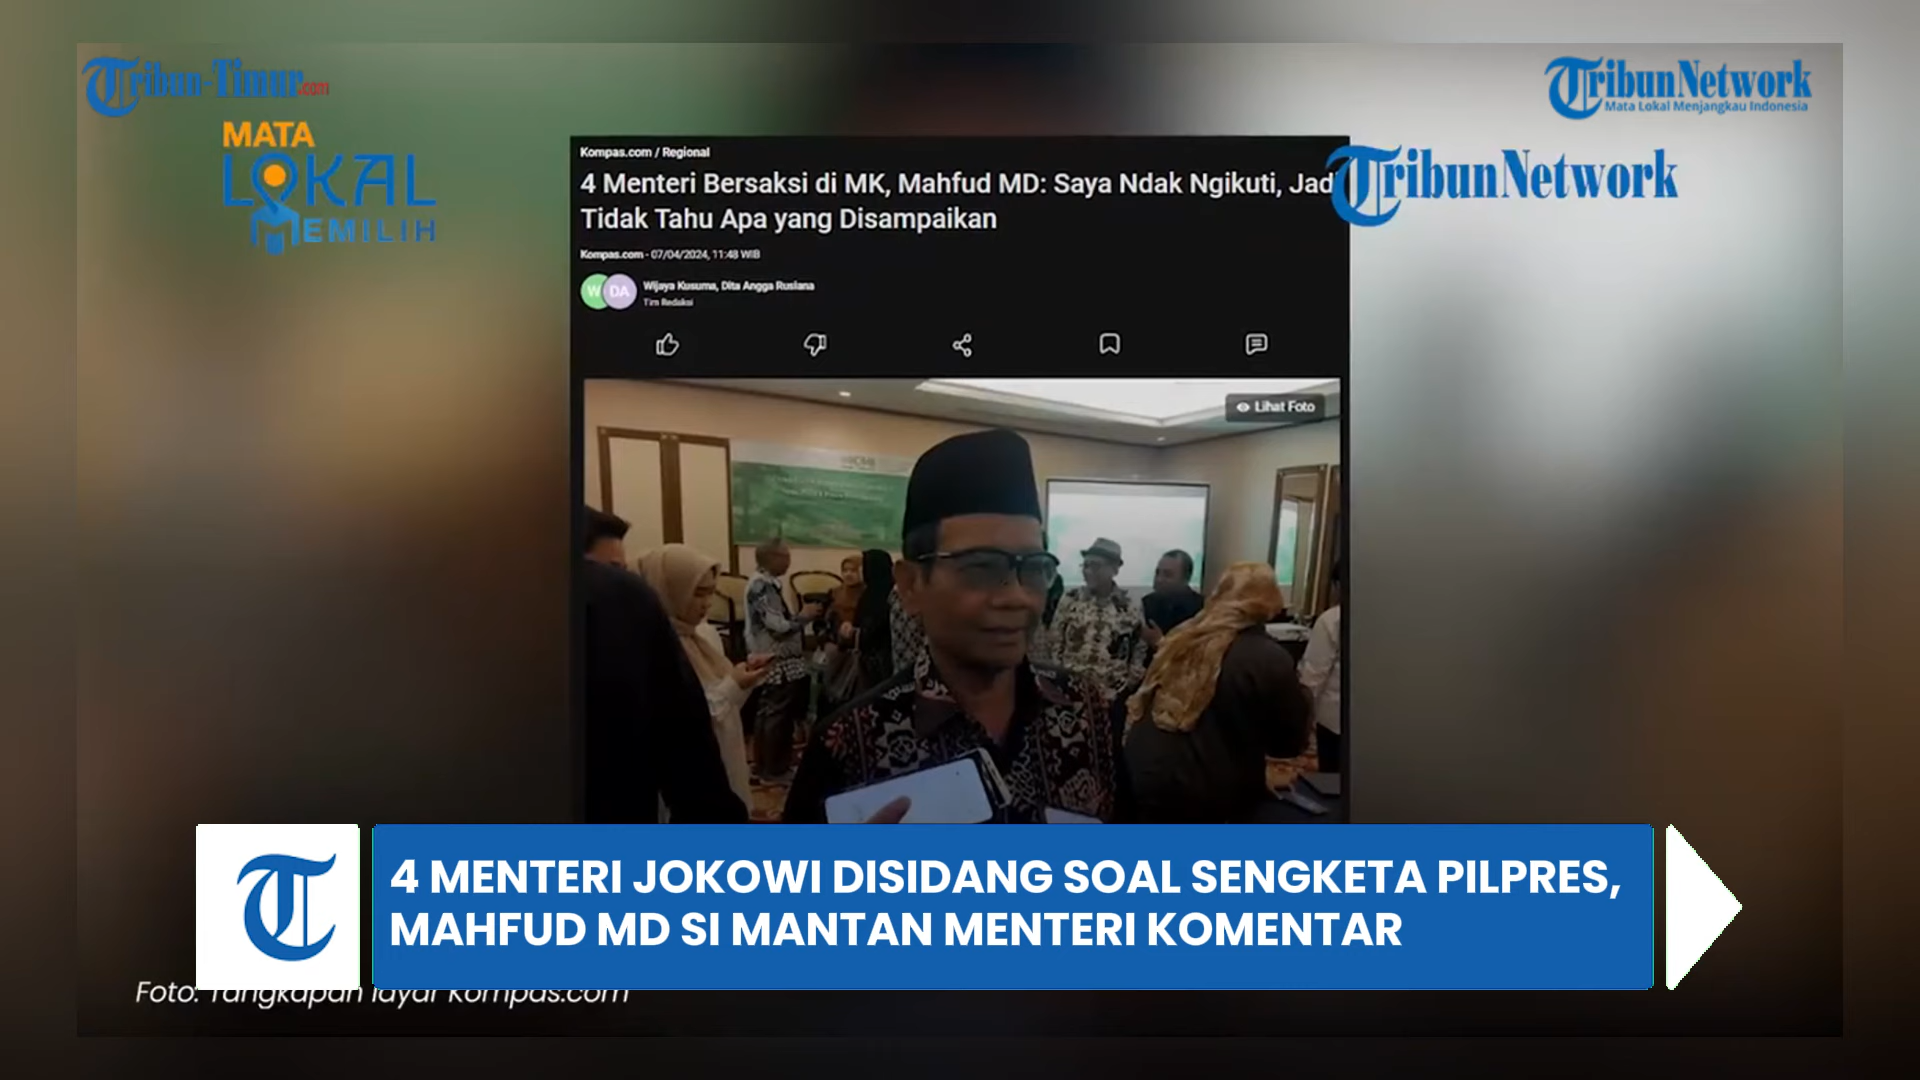 Tribun-Timur.com
TribunNetwork
Mata Lokal Menjangkau Indonesia
MATA
LOKAL
MEMILIH
TribunNetwork
Kompas.com / Regional
4 Menteri Bersaksi di MK, Mahfud MD: Saya Ndak Ngikuti, Jadi
Tidak Tahu Apa yang Disampaikan
Kompas.com - 07/04/2024, 11:48 WIB
W DA
Wijaya Kusuma, Dita Angga Rusiana
Tim Redaksi
Lihat Foto
4 MENTERI JOKOWI DISIDANG SOAL SENGKETA PILPRES,
MAHFUD MD SI MANTAN MENTERI KOMENTAR
Foto: Tangkapan layar Kompas.com